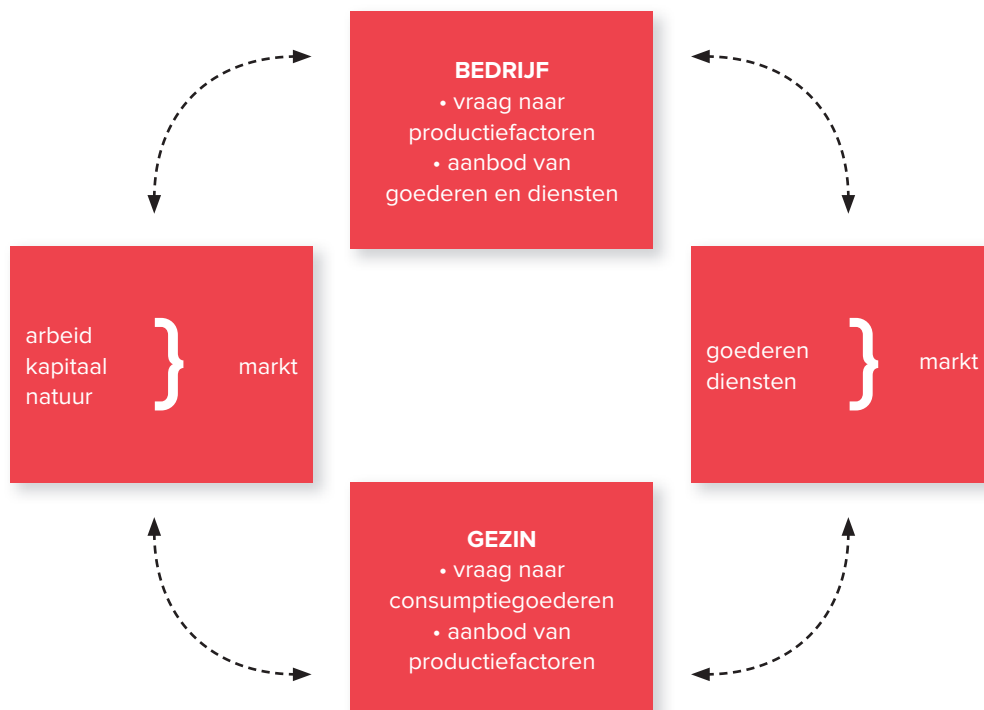 BEDRIJF
• vraag naar
productiefactoren
• aanbod van
goederen en diensten
arbeid
kapitaal
natuur
} markt
goederen
diensten
} markt
GEZIN
• vraag naar
consumptiegoederen
• aanbod van
productiefactoren